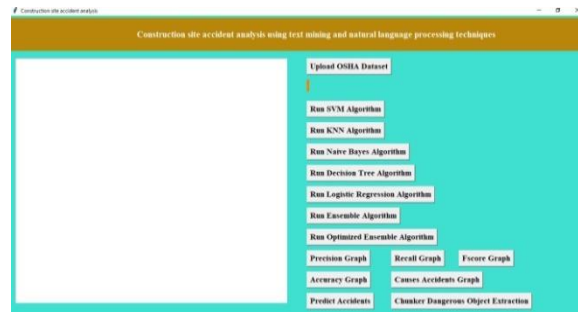 Construction site accident analysis
Construction site accident analysis using text mining and natural language processing techniques
Upload OSHA Dataset
Run SVM Algorithm
Run KNN Algorithm
Run Naive Bayes Algorithm
Run Decision Tree Algorithm
Run Logistic Regression Algorithm
Run Ensemble Algorithm
Run Optimized Ensemble Algorithm
Precision Graph Recall Graph Fscore Graph
Accuracy Graph Causes Accidents Graph
Predict Accidents Chunker Dangerous Object Extraction